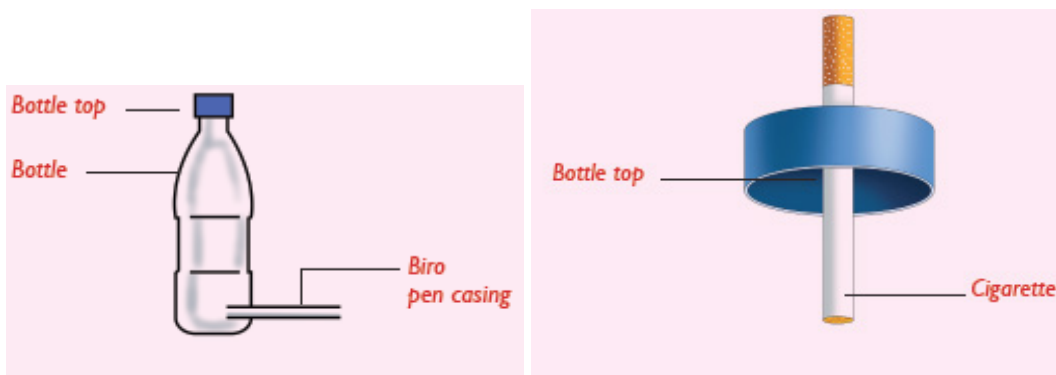 Bottle top
Bottle
Biro
pen casing
Bottle top
Cigarette